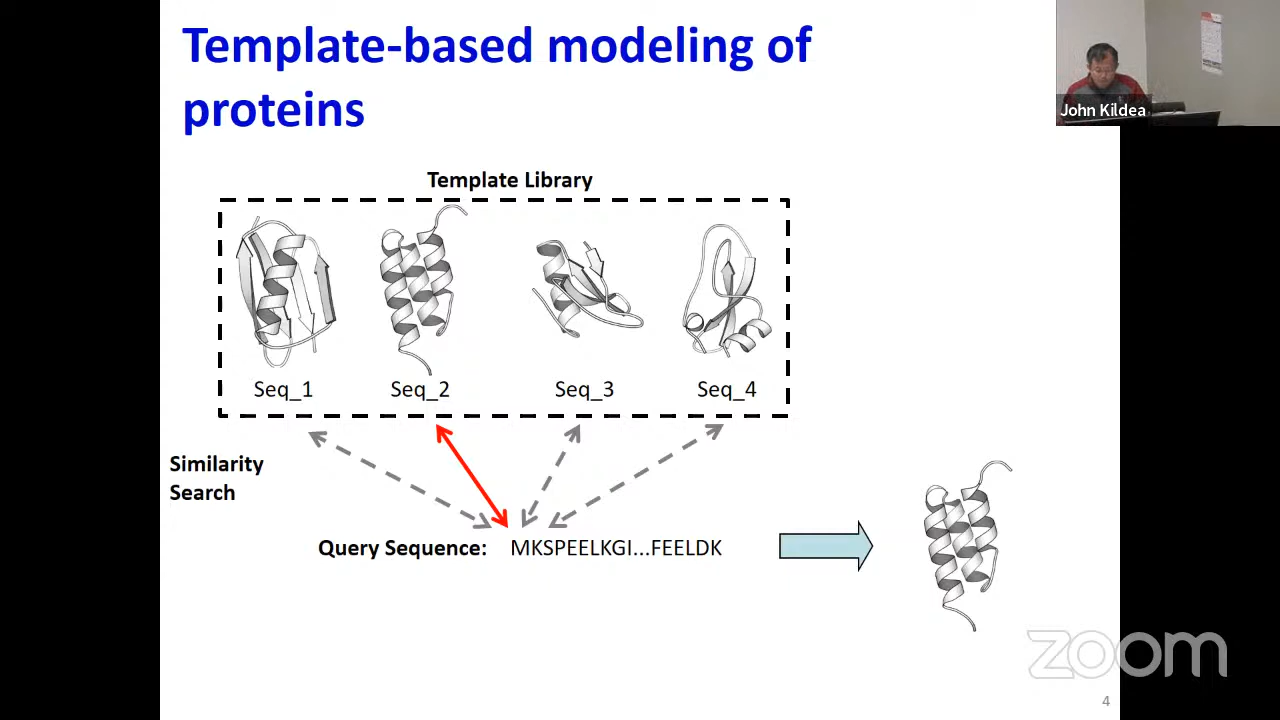 Template-based modeling of
proteins
John Kildea
Template Library
Seq_1
Seq_2
Seq_3
Seq_4
Similarity
Search
Query Sequence: MKSPEELKGI...FEELDK
zoom
4